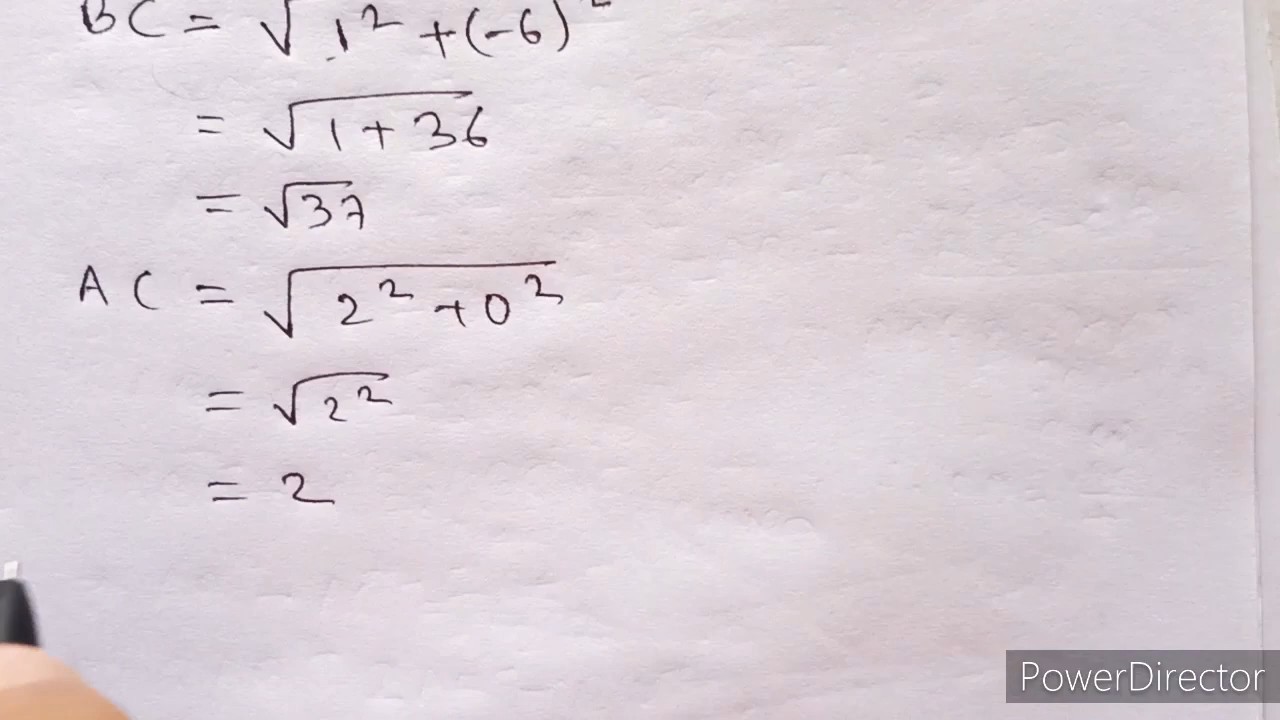 BC = √1² + (-6)²
= √1 + 36
= √37
AC = √2² + 0²
= √2²
= 2
PowerDirector